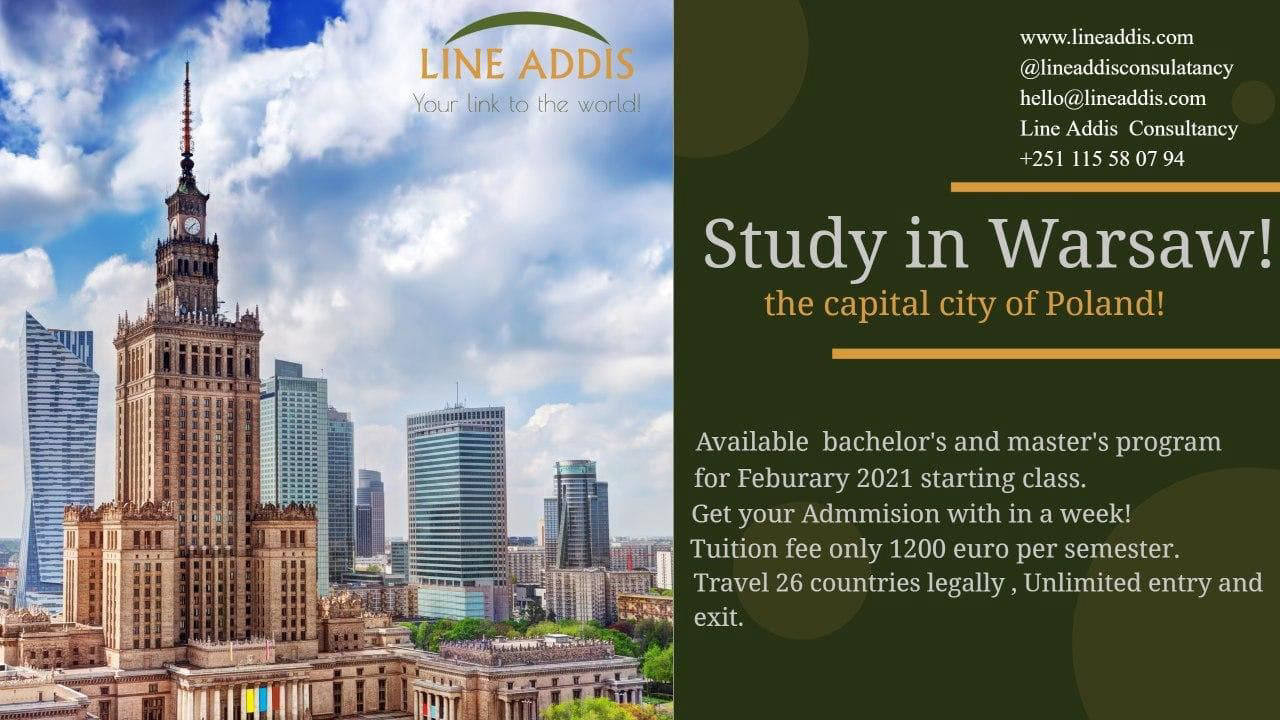 LINE ADDIS
Your link to the world!
www.lineaddis.com
@lineaddisconsulatancy
hello@lineaddis.com
Line Addis  Consultancy
+251 115 58 07 94
Study in Warsaw!
the capital city of Poland!
Available  bachelor's and master's program
for Feburary 2021 starting class.
Get your Admmision with in a week!
Tuition fee only 1200 euro per semester.
Travel 26 countries legally , Unlimited entry and
exit.